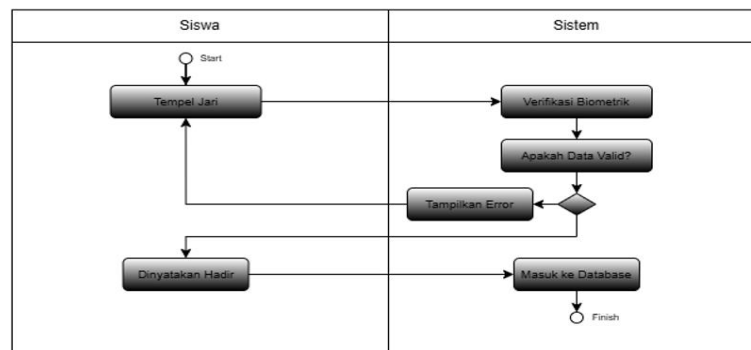 Siswa
Sistem
Start
Tempel Jari
Verifikasi Biometrik
Apakah Data Valid?
Tampilkan Error
Dinyatakan Hadir
Masuk ke Database
Finish